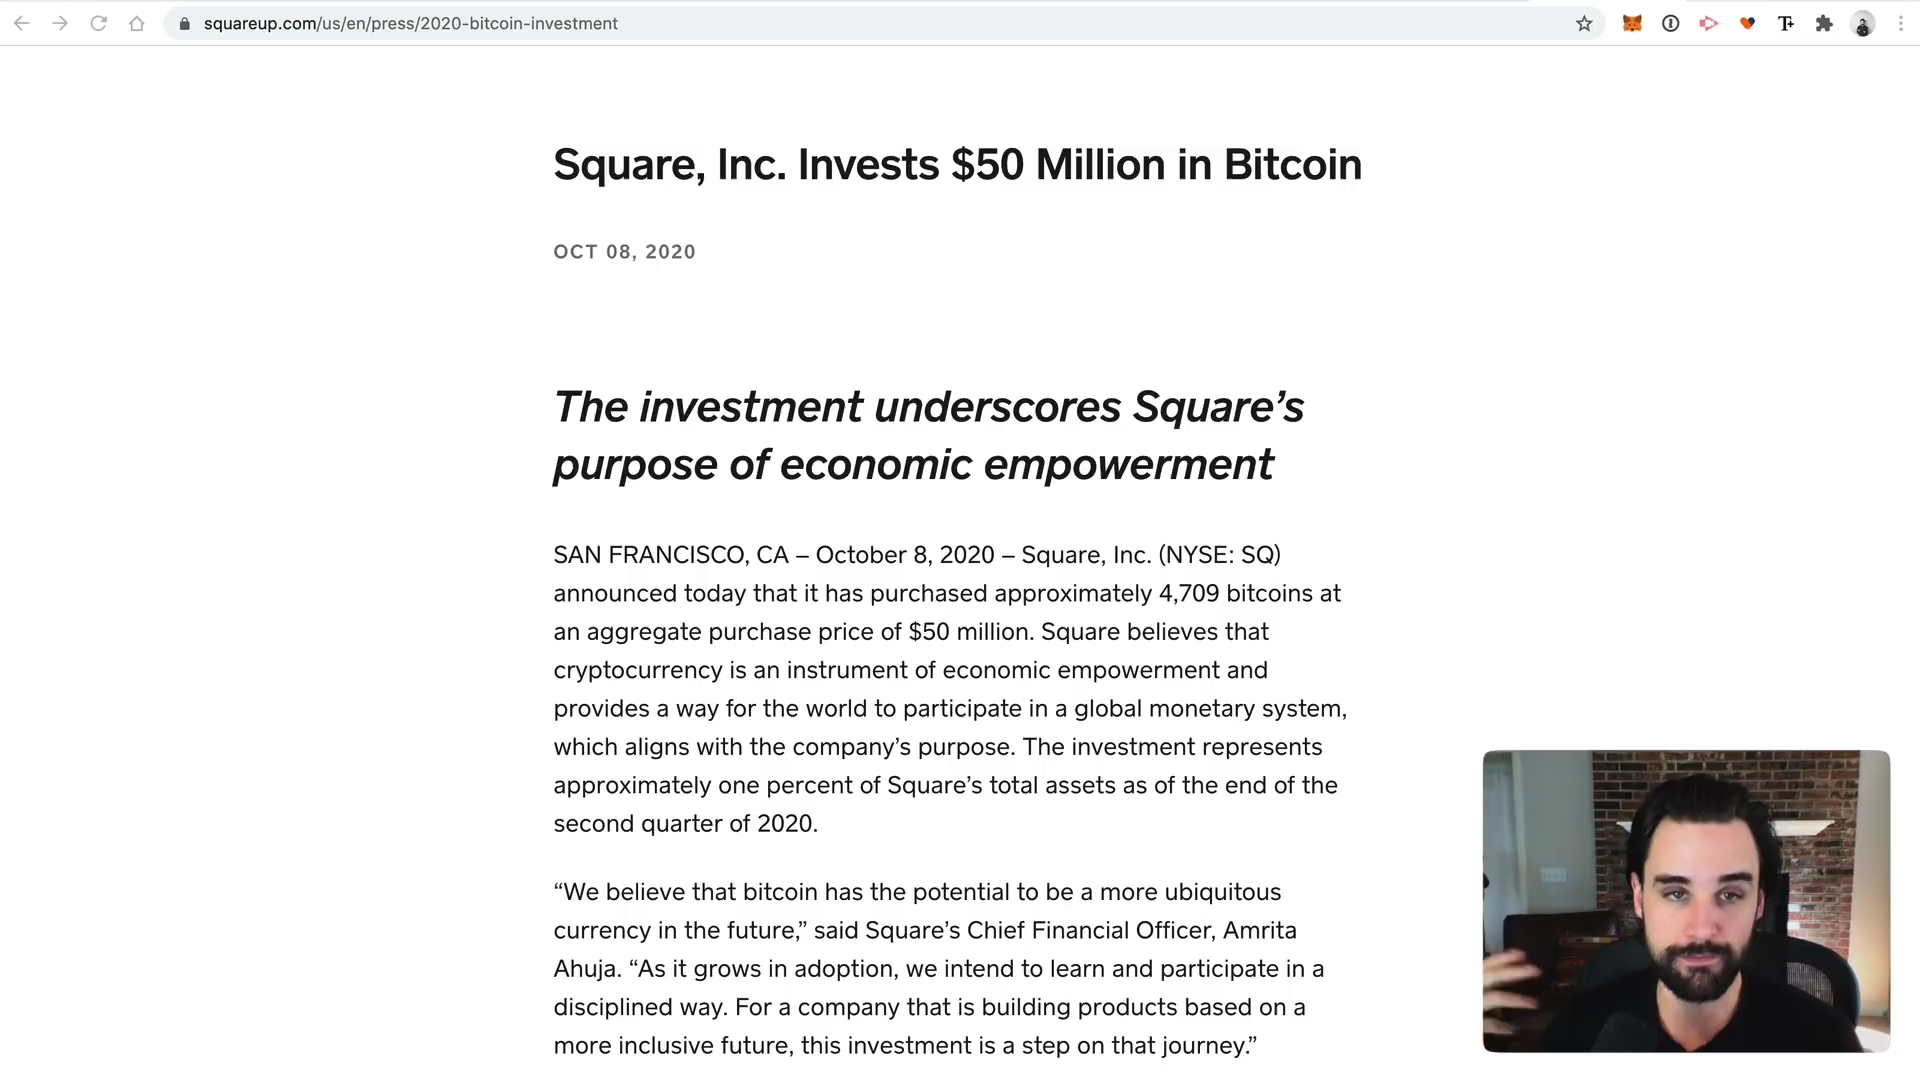 squareup.com/us/en/press/2020-bitcoin-investment
Square, Inc. Invests $50 Million in Bitcoin
OCT 08, 2020
The investment underscores Square’s
purpose of economic empowerment
SAN FRANCISCO, CA – October 8, 2020 – Square, Inc. (NYSE: SQ)
announced today that it has purchased approximately 4,709 bitcoins at
an aggregate purchase price of $50 million. Square believes that
cryptocurrency is an instrument of economic empowerment and
provides a way for the world to participate in a global monetary system,
which aligns with the company’s purpose. The investment represents
approximately one percent of Square’s total assets as of the end of the
second quarter of 2020.
“We believe that bitcoin has the potential to be a more ubiquitous
currency in the future,” said Square’s Chief Financial Officer, Amrita
Ahuja. “As it grows in adoption, we intend to learn and participate in a
disciplined way. For a company that is building products based on a
more inclusive future, this investment is a step on that journey.”